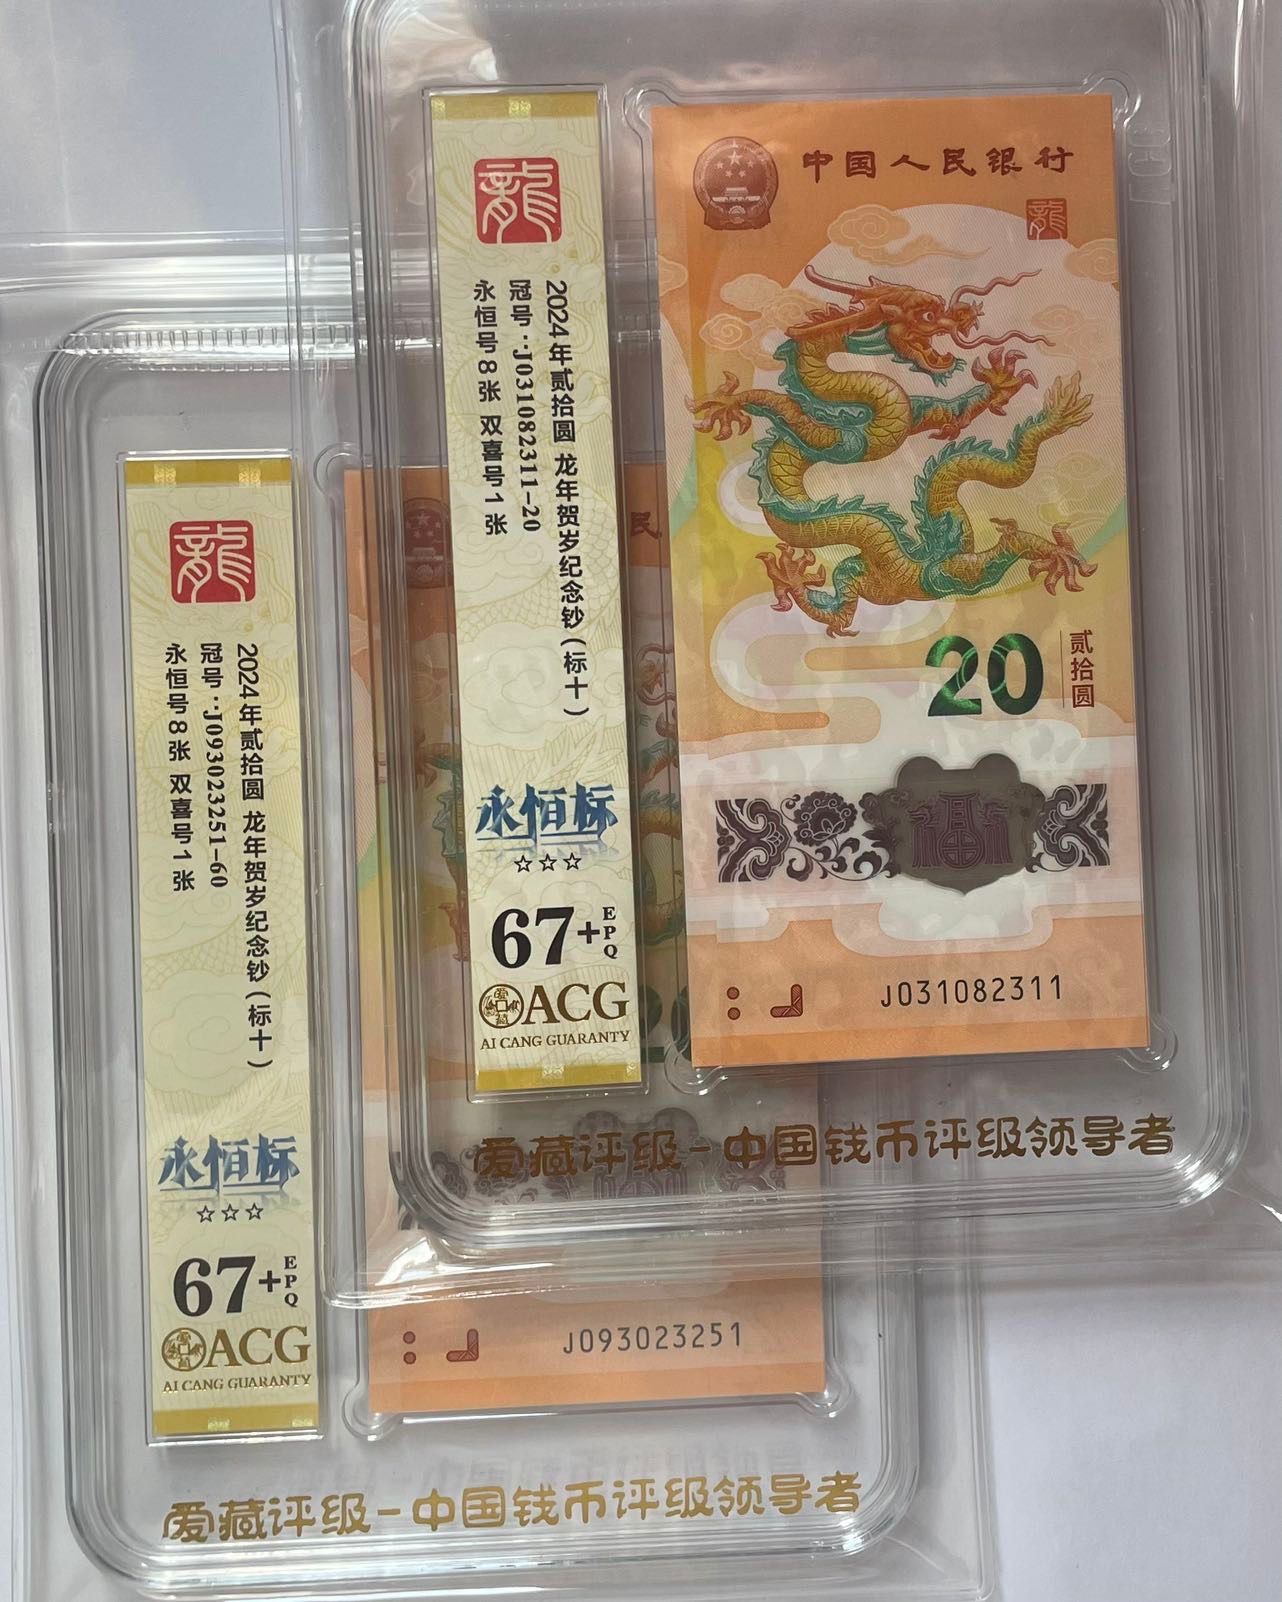 龍
2024年贰拾圆 龙年贺岁纪念钞(标十)
冠号:J031082311-20
永恒号8张 双喜号1张
永恒标
☆☆☆
67+EPQ
ACG
AI CANG GUARANTY
中国人民银行
龍
20
贰拾圆
福
J031082311
爱藏评级-中国钱币评级领导者
龍
2024年贰拾圆 龙年贺岁纪念钞(标十)
冠号:J093023251-60
永恒号8张 双喜号1张
永恒标
☆☆☆
67+EPQ
ACG
AI CANG GUARANTY
民
J093023251
爱藏评级-中国钱币评级领导者